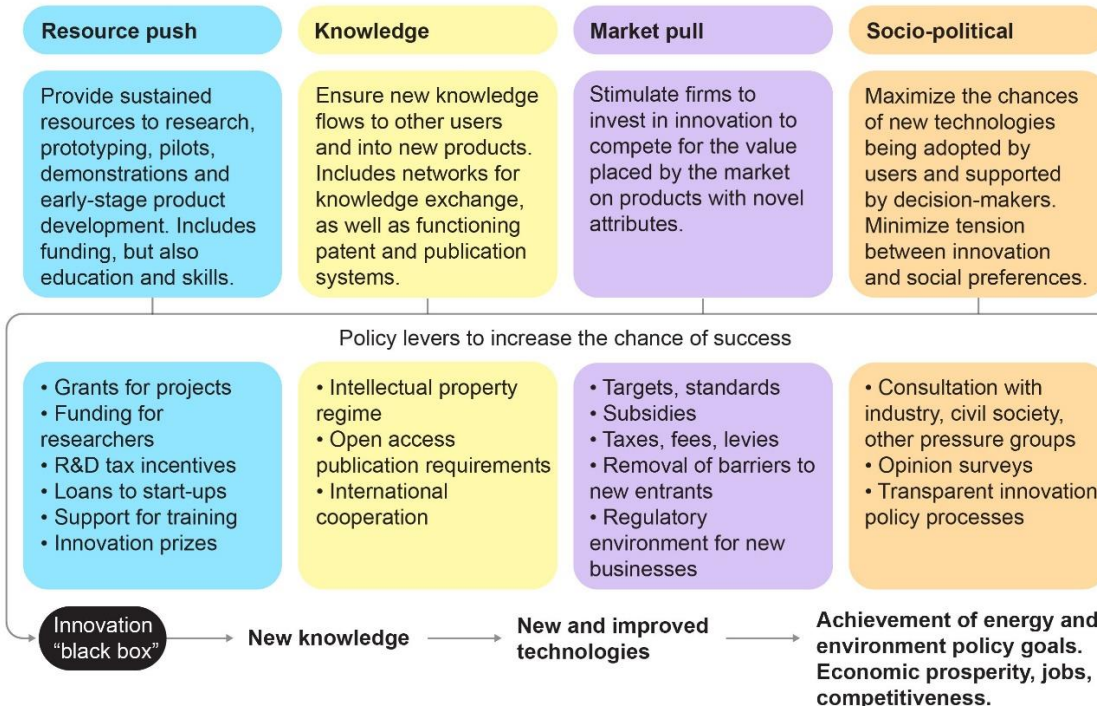 Resource push
Knowledge
Market pull
Socio-political
Provide sustained
resources to research,
prototyping, pilots,
demonstrations and
early-stage product
development. Includes
funding, but also
education and skills.
Ensure new knowledge
flows to other users
and into new products.
Includes networks for
knowledge exchange,
as well as functioning
patent and publication
systems.
Stimulate firms to
invest in innovation to
compete for the value
placed by the market
on products with novel
attributes.
Maximize the chances
of new technologies
being adopted by
users and supported
by decision-makers.
Minimize tension
between innovation
and social preferences.
Policy levers to increase the chance of success
• Grants for projects
• Funding for
researchers
• R&D tax incentives
• Loans to start-ups
• Support for training
• Innovation prizes
• Intellectual property
regime
• Open access
publication requirements
• International
cooperation
• Targets, standards
• Subsidies
• Taxes, fees, levies
• Removal of barriers to
new entrants
• Regulatory
environment for new
businesses
• Consultation with
industry, civil society,
other pressure groups
• Opinion surveys
• Transparent innovation
policy processes
Innovation
“black box”
New knowledge
New and improved
technologies
Achievement of energy and
environment policy goals.
Economic prosperity, jobs,
competitiveness.